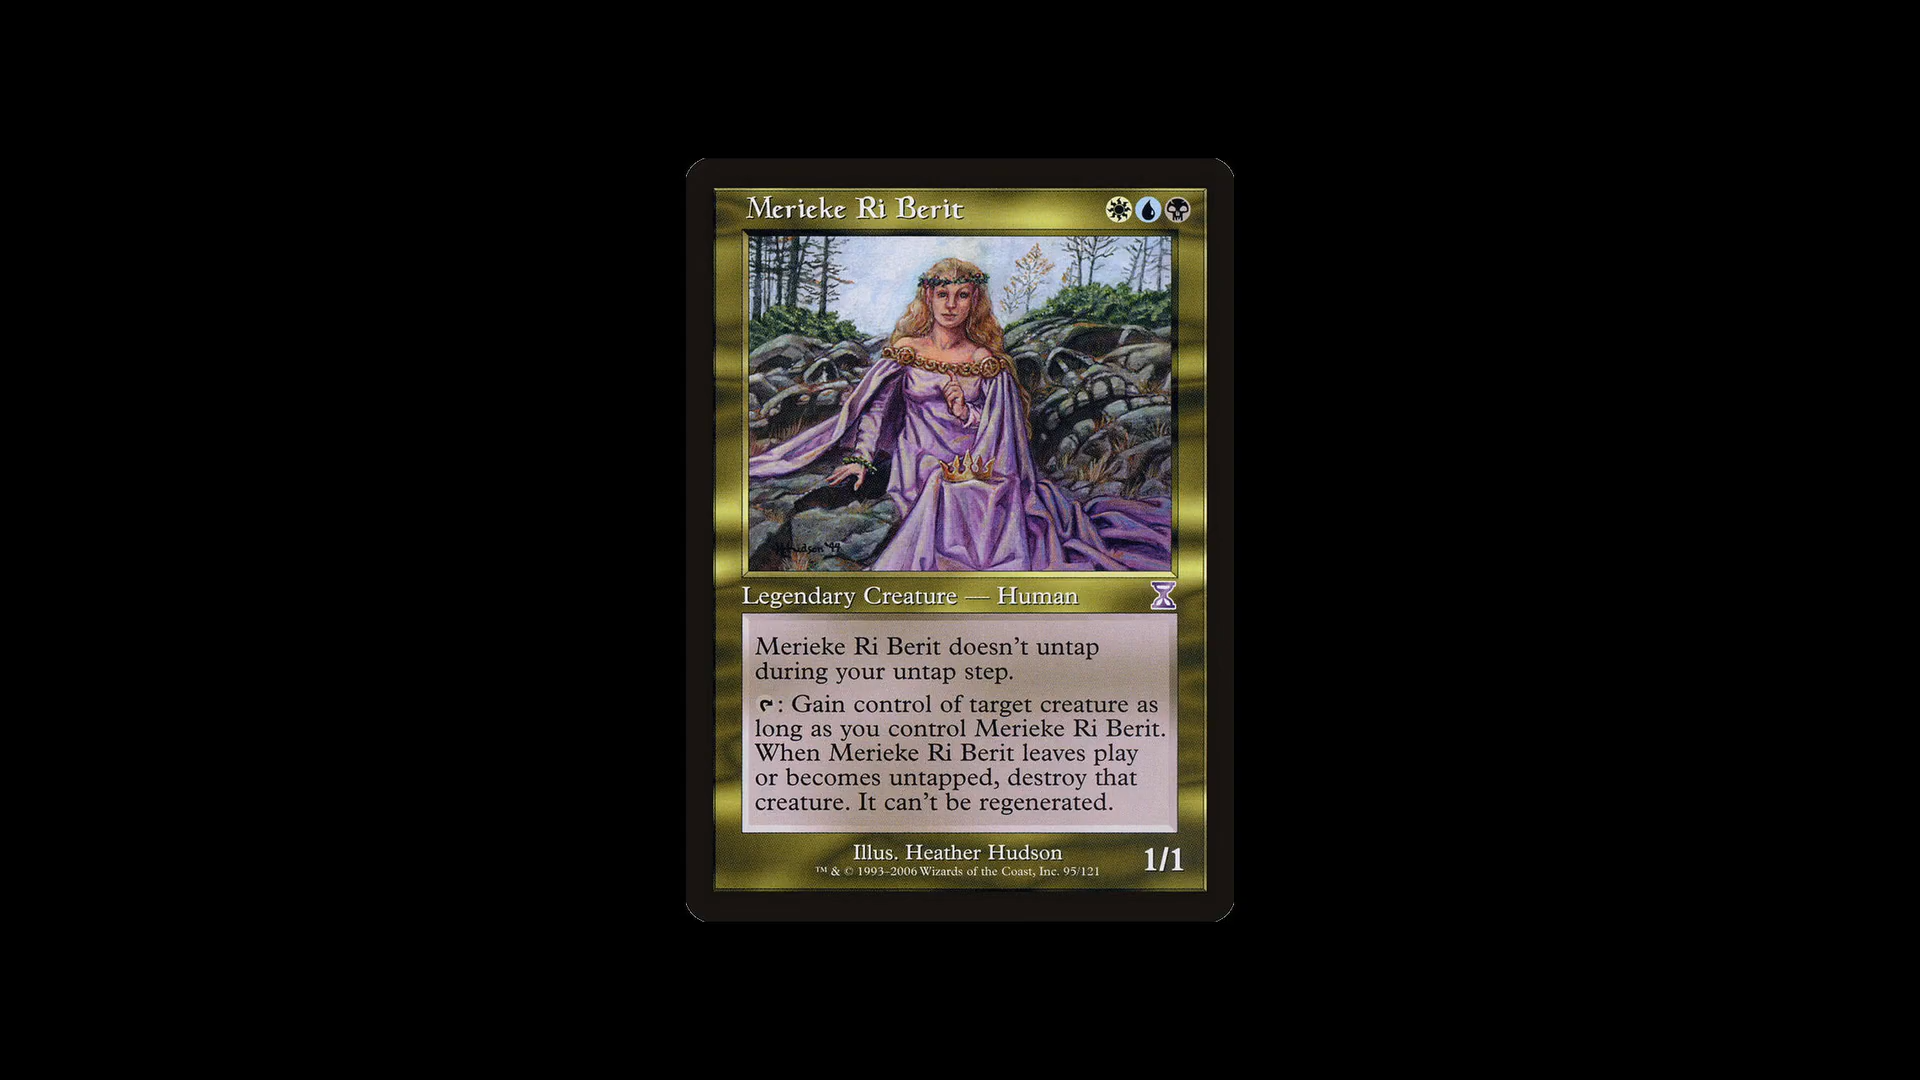 Merieke Ri Berit
Hudson '99
Legendary Creature — Human
Merieke Ri Berit doesn't untap
during your untap step.
: Gain control of target creature as
long as you control Merieke Ri Berit.
When Merieke Ri Berit leaves play
or becomes untapped, destroy that
creature. It can't be regenerated.
Illus. Heather Hudson
1/1
™ & © 1993–2006 Wizards of the Coast, Inc. 95/121